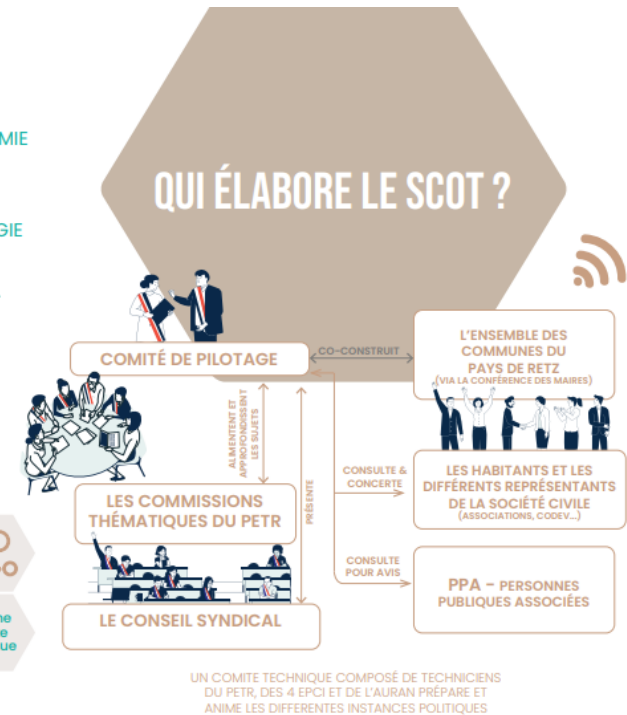 MIE
GIE
QUI ÉLABORE LE SCOT ?
COMITÉ DE PILOTAGE
CO-CONSTRUIT
L'ENSEMBLE DES
COMMUNES DU
PAYS DE RETZ
(VIA LA CONFÉRENCE DES MAIRES)
ALIMENTENT ET
APPROFONDISSENT
LES SUJETS
PRÉSENTE
CONSULTE &
CONCERTE
LES HABITANTS ET LES
DIFFÉRENTS REPRÉSENTANTS
DE LA SOCIÉTÉ CIVILE
(ASSOCIATIONS, CODEV...)
LES COMMISSIONS
THÉMATIQUES DU PETR
CONSULTE
POUR AVIS
PPA - PERSONNES
PUBLIQUES ASSOCIÉES
LE CONSEIL SYNDICAL
ne
e
ue
UN COMITE TECHNIQUE COMPOSÉ DE TECHNICIENS
DU PETR, DES 4 EPCI ET DE L'AURAN PRÉPARE ET
ANIME LES DIFFERENTES INSTANCES POLITIQUES